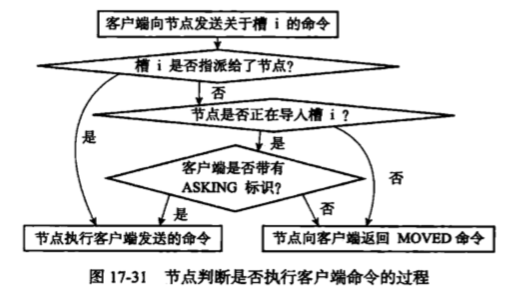 客户端向节点发送关于槽 i 的命令
槽 i 是否指派给了节点？
否
节点是否正在导入槽 i ？
是
是
客户端是否带有
ASKING 标识？
否
是
否
节点执行客户端发送的命令
节点向客户端返回 MOVED 命令
图 17-31 节点判断是否执行客户端命令的过程